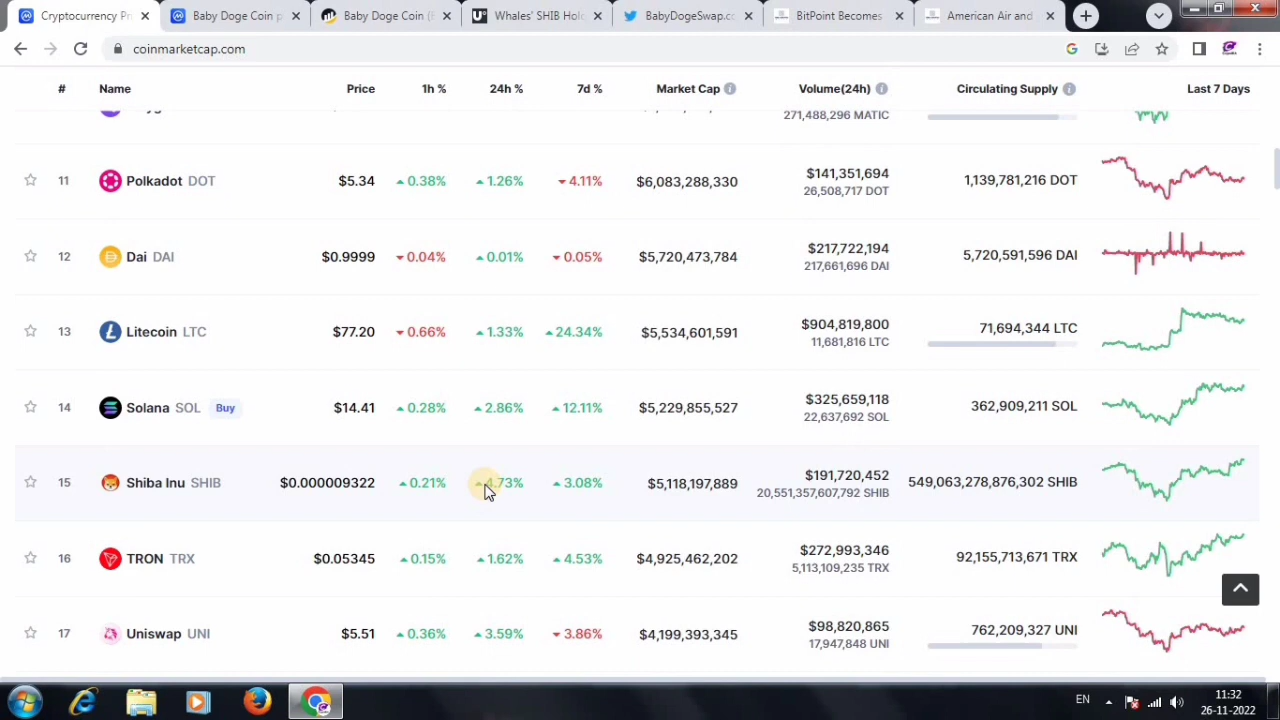 Cryptocurrency Pr
Baby Doge Coin p
Baby Doge Coin (
Whales' SHIB Hol
BabyDogeSwap.c
BitPoint Becomes
American Air and
coinmarketcap.com
# Name Price 1h % 24h % 7d % Market Cap Volume(24h) Circulating Supply Last 7 Days
271,488,296 MATIC
11 Polkadot DOT $5.34 0.38% 1.26% 4.11% $6,083,288,330 $141,351,694 1,139,781,216 DOT
26,508,717 DOT
12 Dai DAI $0.9999 0.04% 0.01% 0.05% $5,720,473,784 $217,722,194 5,720,591,596 DAI
217,661,696 DAI
13 Litecoin LTC $77.20 0.66% 1.33% 24.34% $5,534,601,591 $904,819,800 71,694,344 LTC
11,681,816 LTC
14 Solana SOL Buy $14.41 0.28% 2.86% 12.11% $5,229,855,527 $325,659,118 362,909,211 SOL
22,637,692 SOL
15 Shiba Inu SHIB $0.000009322 0.21% 4.73% 3.08% $5,118,197,889 $191,720,452 549,063,278,876,302 SHIB
20,551,357,607,792 SHIB
16 TRON TRX $0.05345 0.15% 1.62% 4.53% $4,925,462,202 $272,993,346 92,155,713,671 TRX
5,113,109,235 TRX
17 Uniswap UNI $5.51 0.36% 3.59% 3.86% $4,199,393,345 $98,820,865 762,209,327 UNI
17,947,848 UNI
EN
11:32
26-11-2022